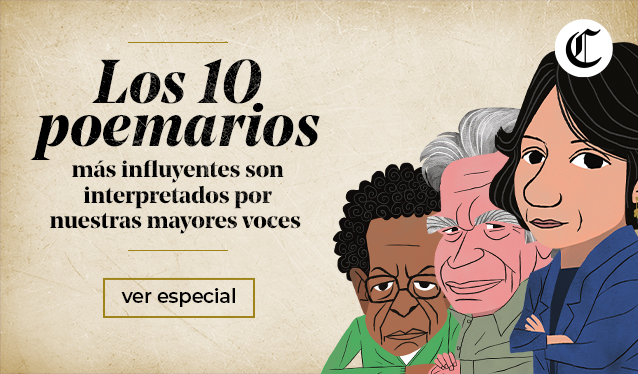 Los 10
poemarios
más influyentes son
interpretados por
nuestras mayores voces
ver especial
C